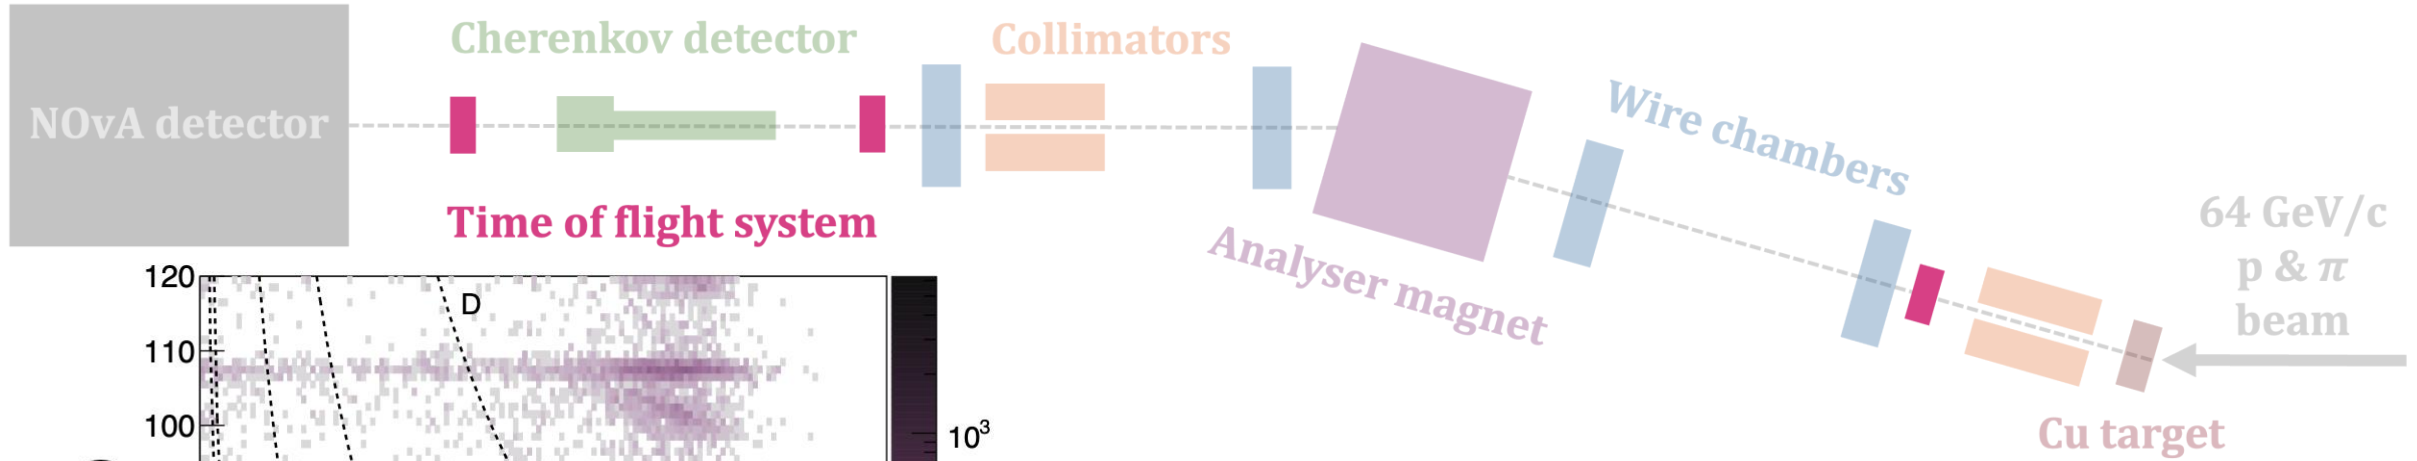 Cherenkov detector
Collimators
NOvA detector
Wire chambers
Time of flight system
Analyser magnet
64 GeV/c
p & π
beam
Cu target
120
D
110
100
10³